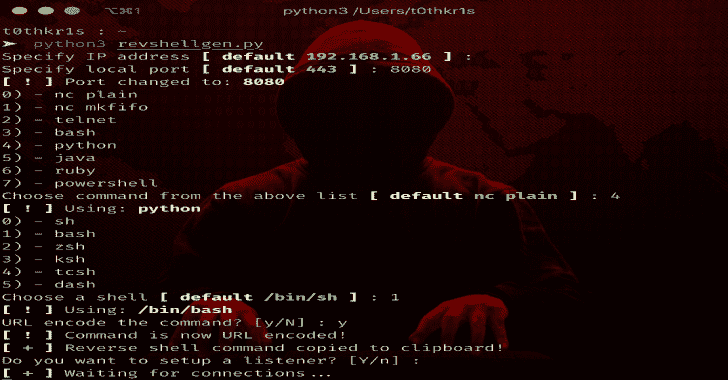 ⌥⌘1
python3 /Users/t0thkr1s
t0thkr1s : ~
➤ python3 revshellgen.py
Specify IP address [ default 192.168.1.66 ] :
Specify local port [ default 443 ] : 8080
[ ! ] Port changed to: 8080
0) - nc plain
1) - nc mkfifo
2) - telnet
3) - bash
4) - python
5) - java
6) - ruby
7) - powershell
Choose command from the above list [ default nc plain ] : 4
[ ! ] Using: python
0) - sh
1) - bash
2) - zsh
3) - ksh
4) - tcsh
5) - dash
Choose a shell [ default /bin/sh ] : 1
[ ! ] Using: /bin/bash
URL encode the command? [y/N] : y
[ ! ] Command is now URL encoded!
[ + ] Reverse shell command copied to clipboard!
Do you want to setup a listener? [Y/n] :
[ + ] Waiting for connections...